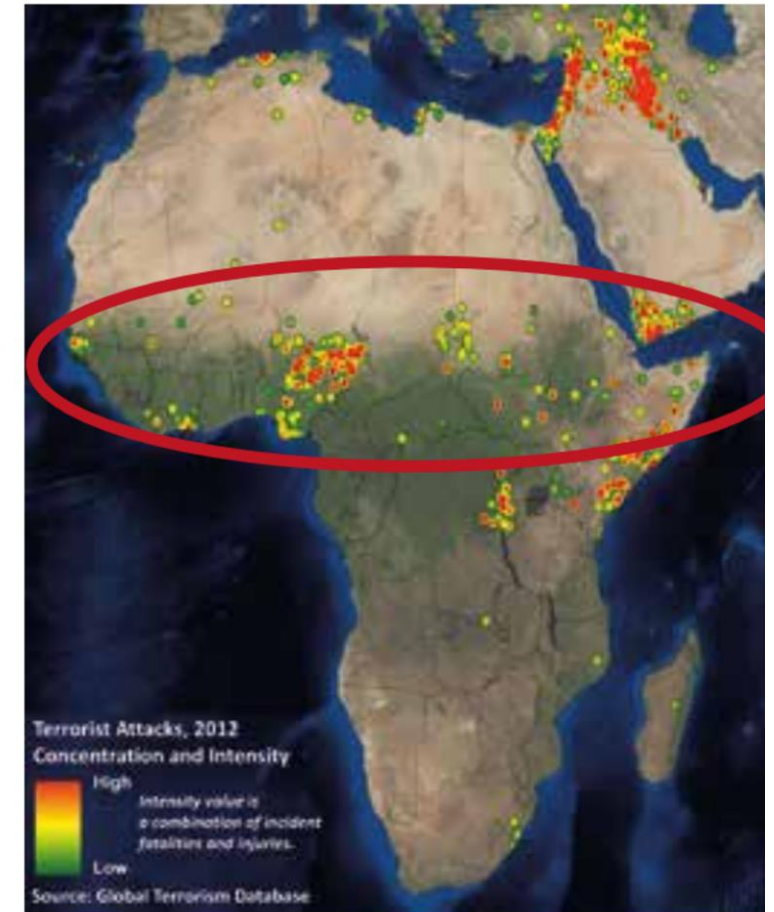 Terrorist Attacks, 2012
Concentration and Intensity
High
Intensity value is
a combination of incident
fatalities and injuries.
Low
Source: Global Terrorism Database